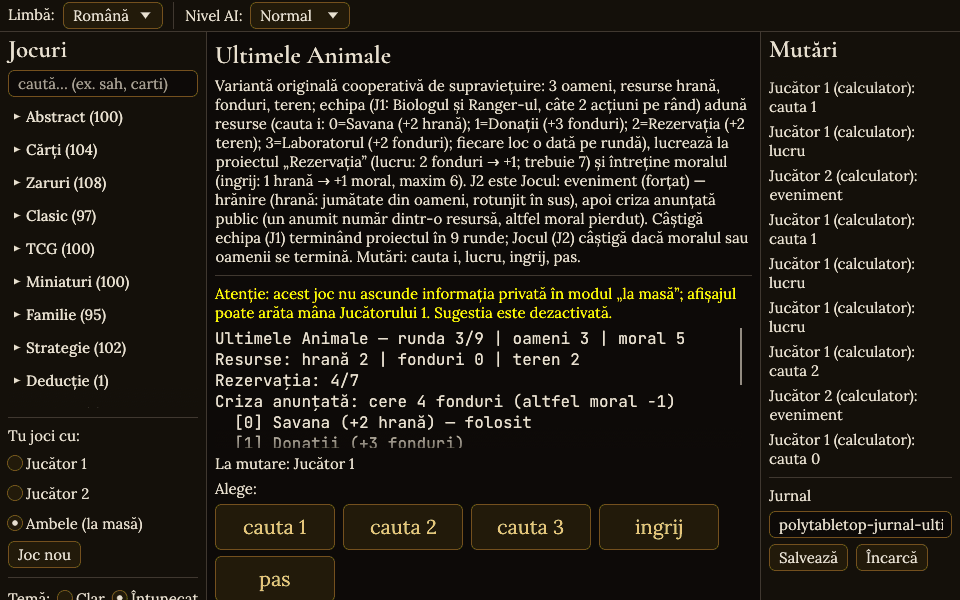 Limbă: Română ▼ Nivel AI: Normal ▼
Jocuri
caută... (ex. sah, carti)
▸ Abstract (100)
▸ Cărți (104)
▸ Zaruri (108)
▸ Clasic (97)
▸ TCG (100)
▸ Miniaturi (100)
▸ Familie (95)
▸ Strategie (102)
▸ Deducție (1)
Tu joci cu:
Jucător 1
Jucător 2
Ambele (la masă)
Joc nou
Temă: Clar Întunecat
Ultimele Animale
Variantă originală cooperativă de supraviețuire: 3 oameni, resurse hrană,
fonduri, teren; echipa (J1: Biologul și Ranger-ul, câte 2 acțiuni pe rând) adună
resurse (cauta i: 0=Savana (+2 hrană); 1=Donații (+3 fonduri); 2=Rezervația (+2
teren); 3=Laboratorul (+2 fonduri); fiecare loc o dată pe rundă), lucrează la
proiectul „Rezervația” (lucru: 2 fonduri → +1; trebuie 7) și întreține moralul
(ingrij: 1 hrană → +1 moral, maxim 6). J2 este Jocul: eveniment (forțat) —
hrănire (hrană: jumătate din oameni, rotunjit în sus), apoi criza anunțată
public (un anumit număr dintr-o resursă, altfel moral pierdut). Câștigă
echipa (J1) terminând proiectul în 9 runde; Jocul (J2) câștigă dacă moralul sau
oamenii se termină. Mutări: cauta i, lucru, ingrij, pas.
Atenție: acest joc nu ascunde informația privată în modul „la masă”; afișajul
poate arăta mâna Jucătorului 1. Sugestia este dezactivată.
Ultimele Animale — runda 3/9 | oameni 3 | moral 5
Resurse: hrană 2 | fonduri 0 | teren 2
Rezervația: 4/7
Criza anunțată: cere 4 fonduri (altfel moral -1)
[0] Savana (+2 hrană) — folosit
[1] Donații (+3 fonduri)
La mutare: Jucător 1
Alege:
cauta 1 cauta 2 cauta 3 ingrij
pas
Mutări
Jucător 1 (calculator):
cauta 1
Jucător 1 (calculator):
lucru
Jucător 2 (calculator):
eveniment
Jucător 1 (calculator):
cauta 1
Jucător 1 (calculator):
lucru
Jucător 1 (calculator):
lucru
Jucător 1 (calculator):
cauta 2
Jucător 2 (calculator):
eveniment
Jucător 1 (calculator):
cauta 0
Jurnal
polytabletop-jurnal-ulti
Salvează Încarcă